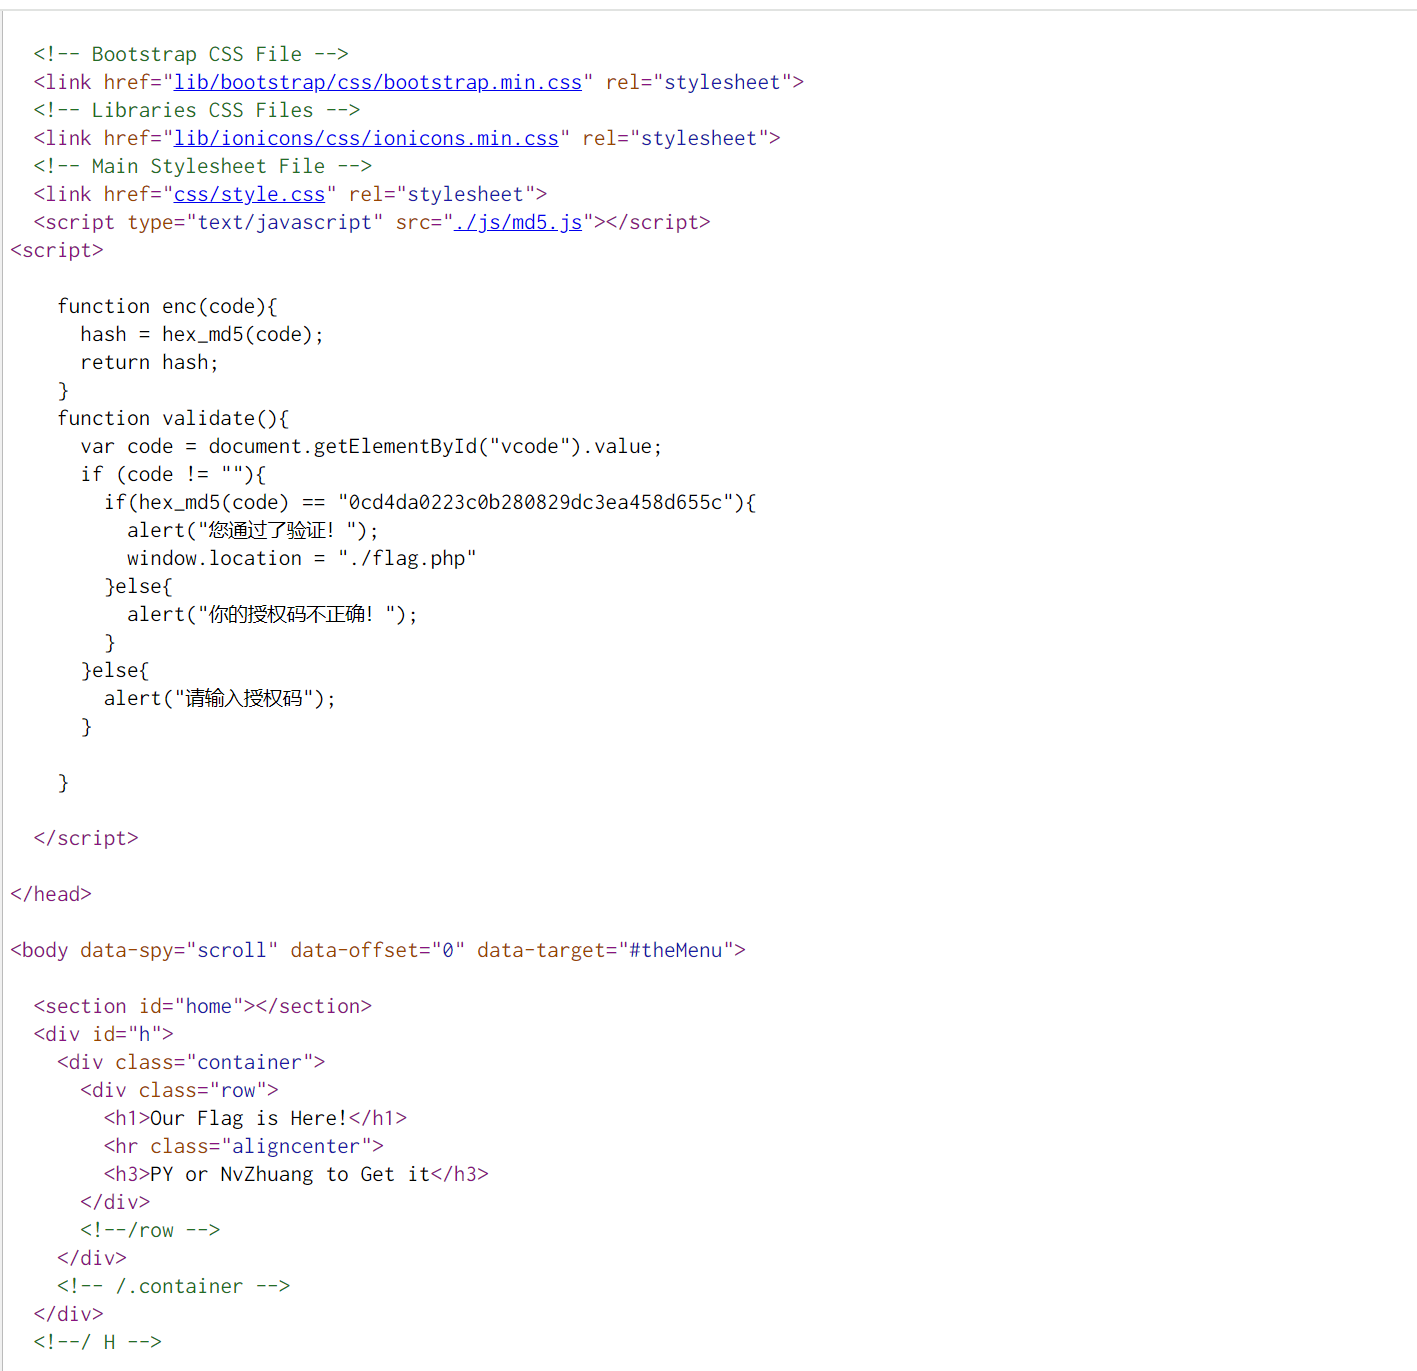 <!-- Bootstrap CSS File -->
<link href="lib/bootstrap/css/bootstrap.min.css" rel="stylesheet">
<!-- Libraries CSS Files -->
<link href="lib/ionicons/css/ionicons.min.css" rel="stylesheet">
<!-- Main Stylesheet File -->
<link href="css/style.css" rel="stylesheet">
<script type="text/javascript" src="./js/md5.js"></script>
<script>
function enc(code){
hash = hex_md5(code);
return hash;
}
function validate(){
var code = document.getElementById("vcode").value;
if (code != ""){
if(hex_md5(code) == "0cd4da0223c0b280829dc3ea458d655c"){
alert("您通过了验证！");
window.location = "./flag.php"
}else{
alert("你的授权码不正确！");
}
}else{
alert("请输入授权码");
}
}
</script>
</head>
<body data-spy="scroll" data-offset="0" data-target="#theMenu">
<section id="home"></section>
<div id="h">
<div class="container">
<div class="row">
<h1>Our Flag is Here!</h1>
<hr class="aligncenter">
<h3>PY or NvZhuang to Get it</h3>
</div>
<!--/row -->
</div>
<!-- /.container -->
</div>
<!--/ H -->